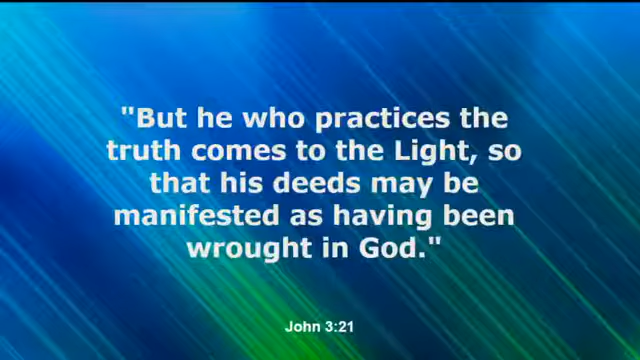 "But he who practices the
truth comes to the Light, so
that his deeds may be
manifested as having been
wrought in God."
John 3:21